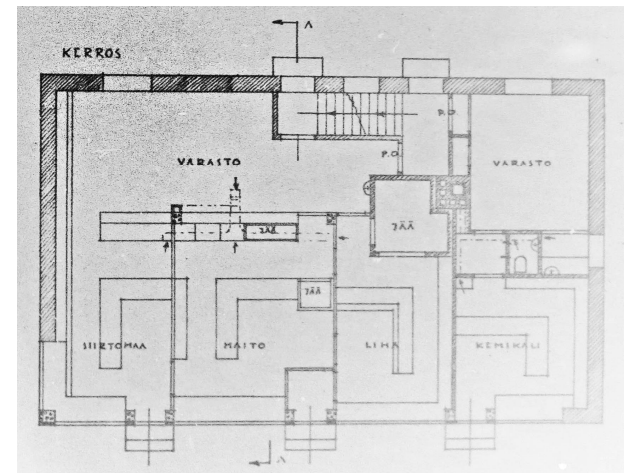 A
KERROS
P.O.
P.O.
VARASTO
VARASTO
JÄÄ
JÄÄ
JÄÄ
SIIRTOMAA
MAITO
LIHA
KEMIKALI
A